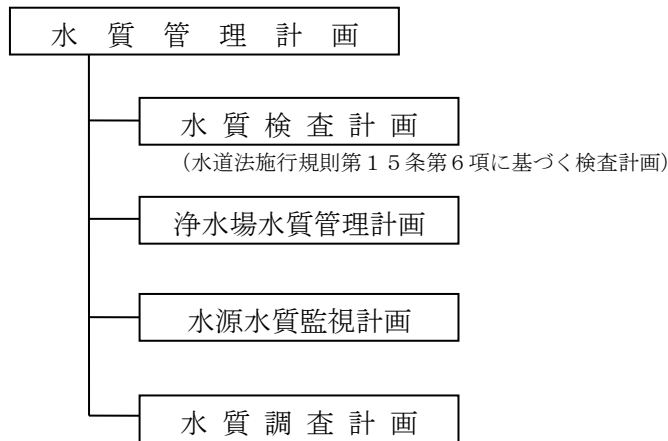 水質管理計画
水質検査計画
（水道法施行規則第１５条第６項に基づく検査計画）
浄水場水質管理計画
水源水質監視計画
水質調査計画